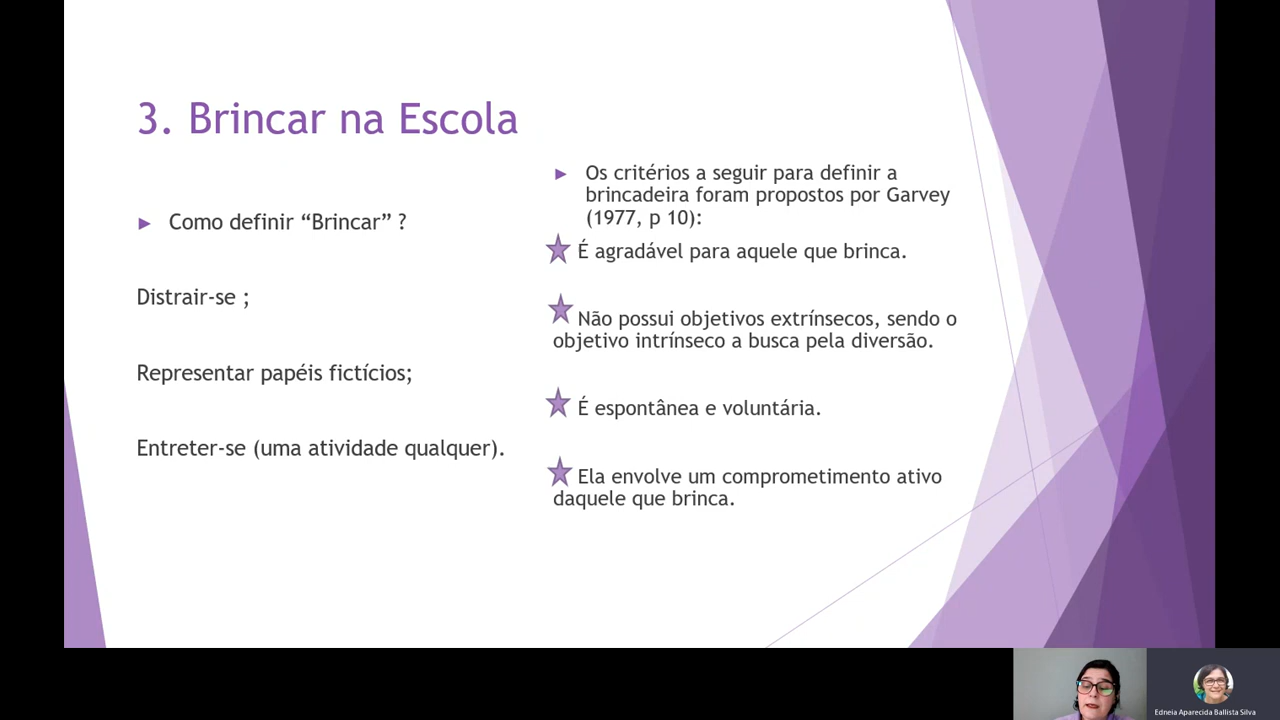 3. Brincar na Escola
► Como definir “Brincar” ?
Distrair-se ;
Representar papéis fictícios;
Entreter-se (uma atividade qualquer).
► Os critérios a seguir para definir a
brincadeira foram propostos por Garvey
(1977, p 10):
É agradável para aquele que brinca.
Não possui objetivos extrínsecos, sendo o
objetivo intrínseco a busca pela diversão.
É espontânea e voluntária.
Ela envolve um comprometimento ativo
daquele que brinca.
Edneia Aparecida Ballista Silva